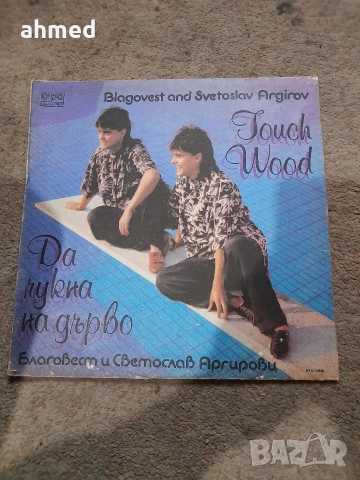 ahmed
Blagovest and Svetoslav Argirov
Touch
Wood
Да
чукна
на дърво
Благовест и Светослав Аргирови
BAZAR